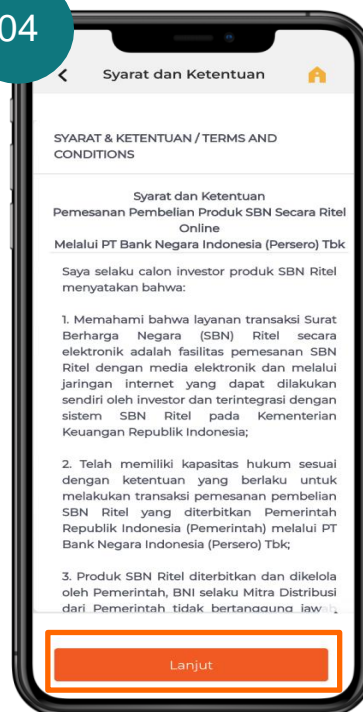 04
Syarat dan Ketentuan
SYARAT & KETENTUAN / TERMS AND
CONDITIONS
Syarat dan Ketentuan
Pemesanan Pembelian Produk SBN Secara Ritel
Online
Melalui PT Bank Negara Indonesia (Persero) Tbk
Saya selaku calon investor produk SBN Ritel
menyatakan bahwa:
1. Memahami bahwa layanan transaksi Surat
Berharga Negara (SBN) Ritel secara
elektronik adalah fasilitas pemesanan SBN
Ritel dengan media elektronik dan melalui
jaringan internet yang dapat dilakukan
sendiri oleh investor dan terintegrasi dengan
sistem SBN Ritel pada Kementerian
Keuangan Republik Indonesia;
2. Telah memiliki kapasitas hukum sesuai
dengan ketentuan yang berlaku untuk
melakukan transaksi pemesanan pembelian
SBN Ritel yang diterbitkan Pemerintah
Republik Indonesia (Pemerintah) melalui PT
Bank Negara Indonesia (Persero) Tbk;
3. Produk SBN Ritel diterbitkan dan dikelola
oleh Pemerintah, BNI selaku Mitra Distribusi
dari Pemerintah tidak bertanggung jawab
Lanjut